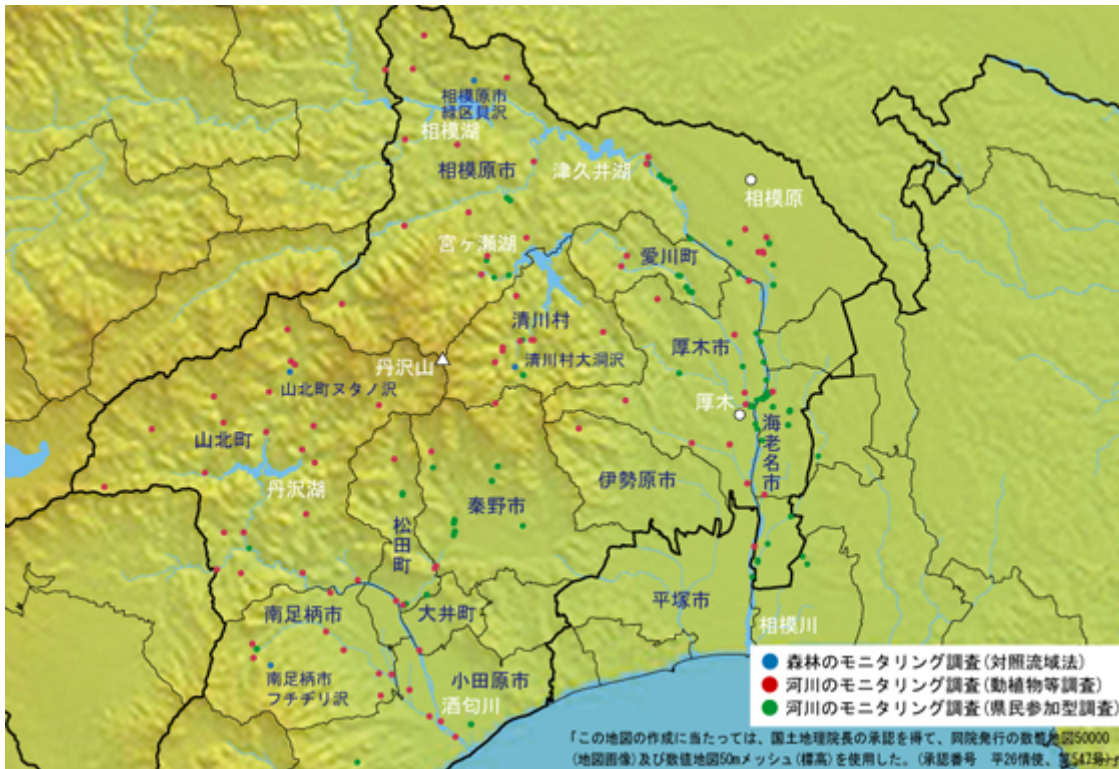 相模原市
緑区貝沢
相模湖
相模原市
津久井湖
相模原
宮ヶ瀬湖
愛川町
清川村
厚木市
丹沢山
清川村大洞沢
山北町ヌタノ沢
厚木
海老名市
山北町
伊勢原市
丹沢湖
秦野市
松田町
平塚市
南足柄市
大井町
相模川
南足柄市
フチヂリ沢
小田原市
酒匂川
森林のモニタリング調査(対照流域法)
河川のモニタリング調査(動植物等調査)
河川のモニタリング調査(県民参加型調査)
「この地図の作成に当たっては、国土地理院長の承認を得て、同院発行の数値地図50000
(地図画像)及び数値地図50mメッシュ(標高)を使用した。(承認番号 平26情使、第547号)」